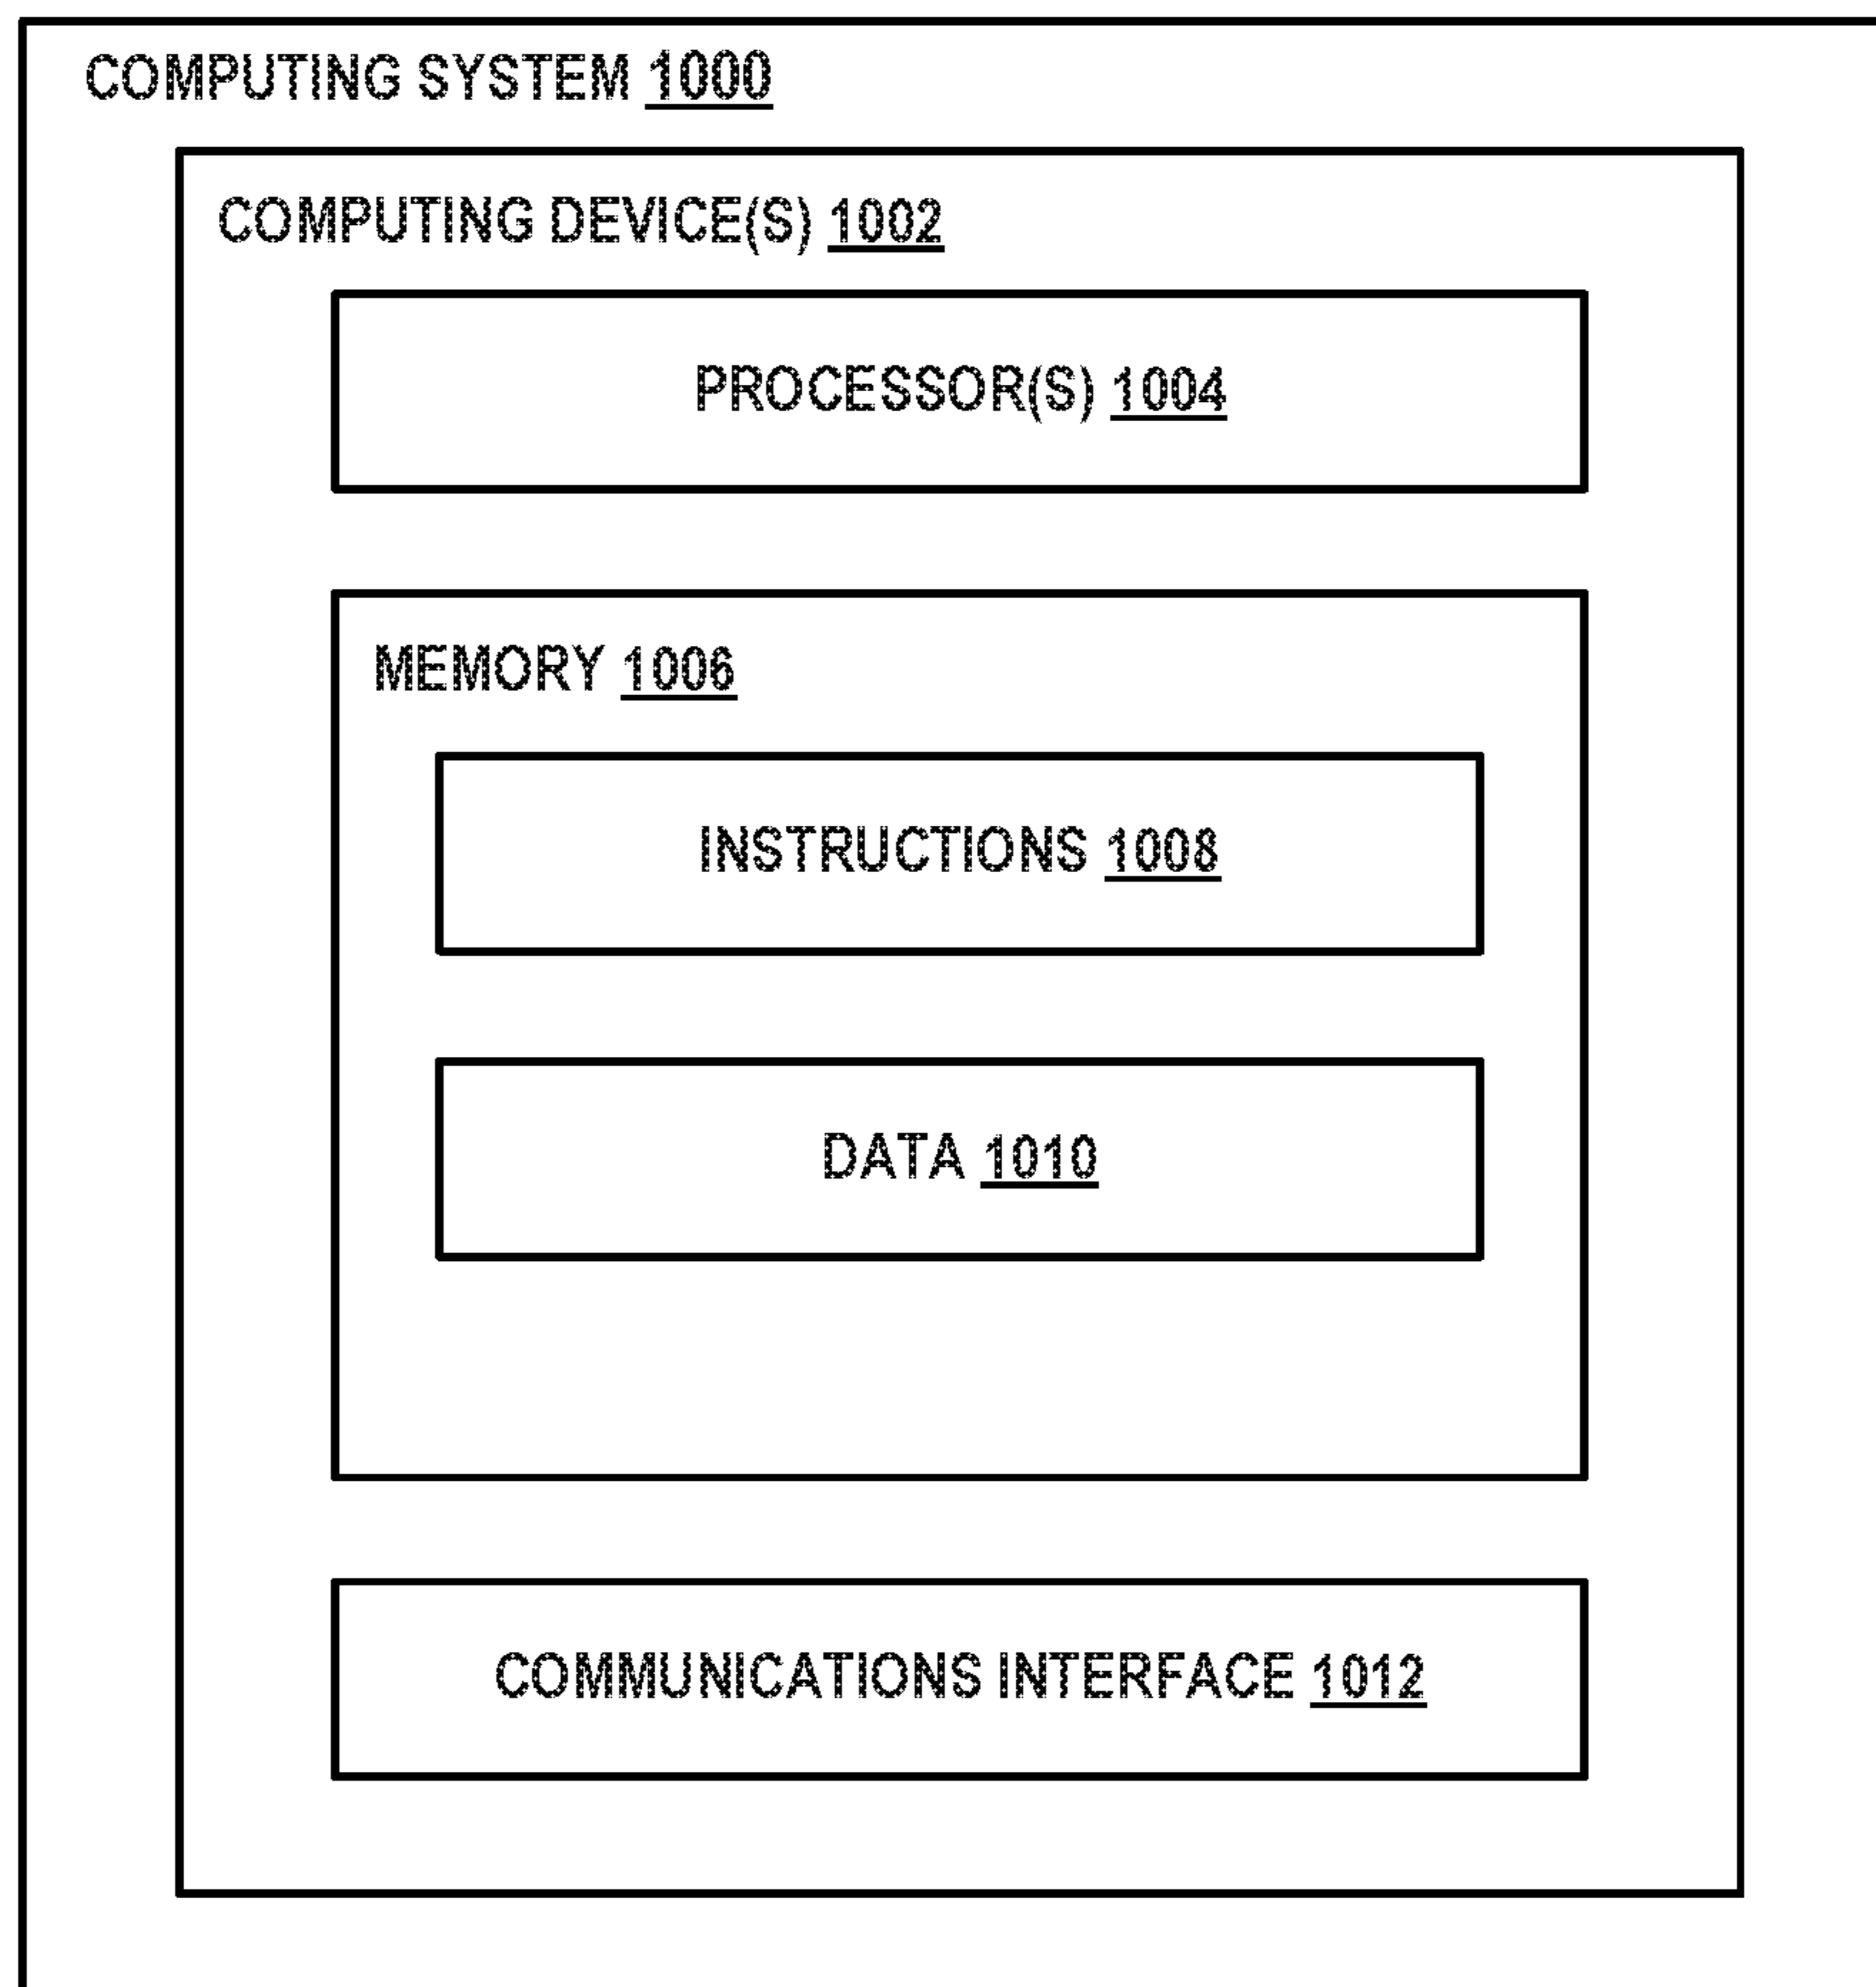 COMPUTING SYSTEM 1000
COMPUTING DEVICE(S) 1002
PROCESSOR(S) 1004
MEMORY 1006
INSTRUCTIONS 1008
DATA 1010
COMMUNICATIONS INTERFACE 1012